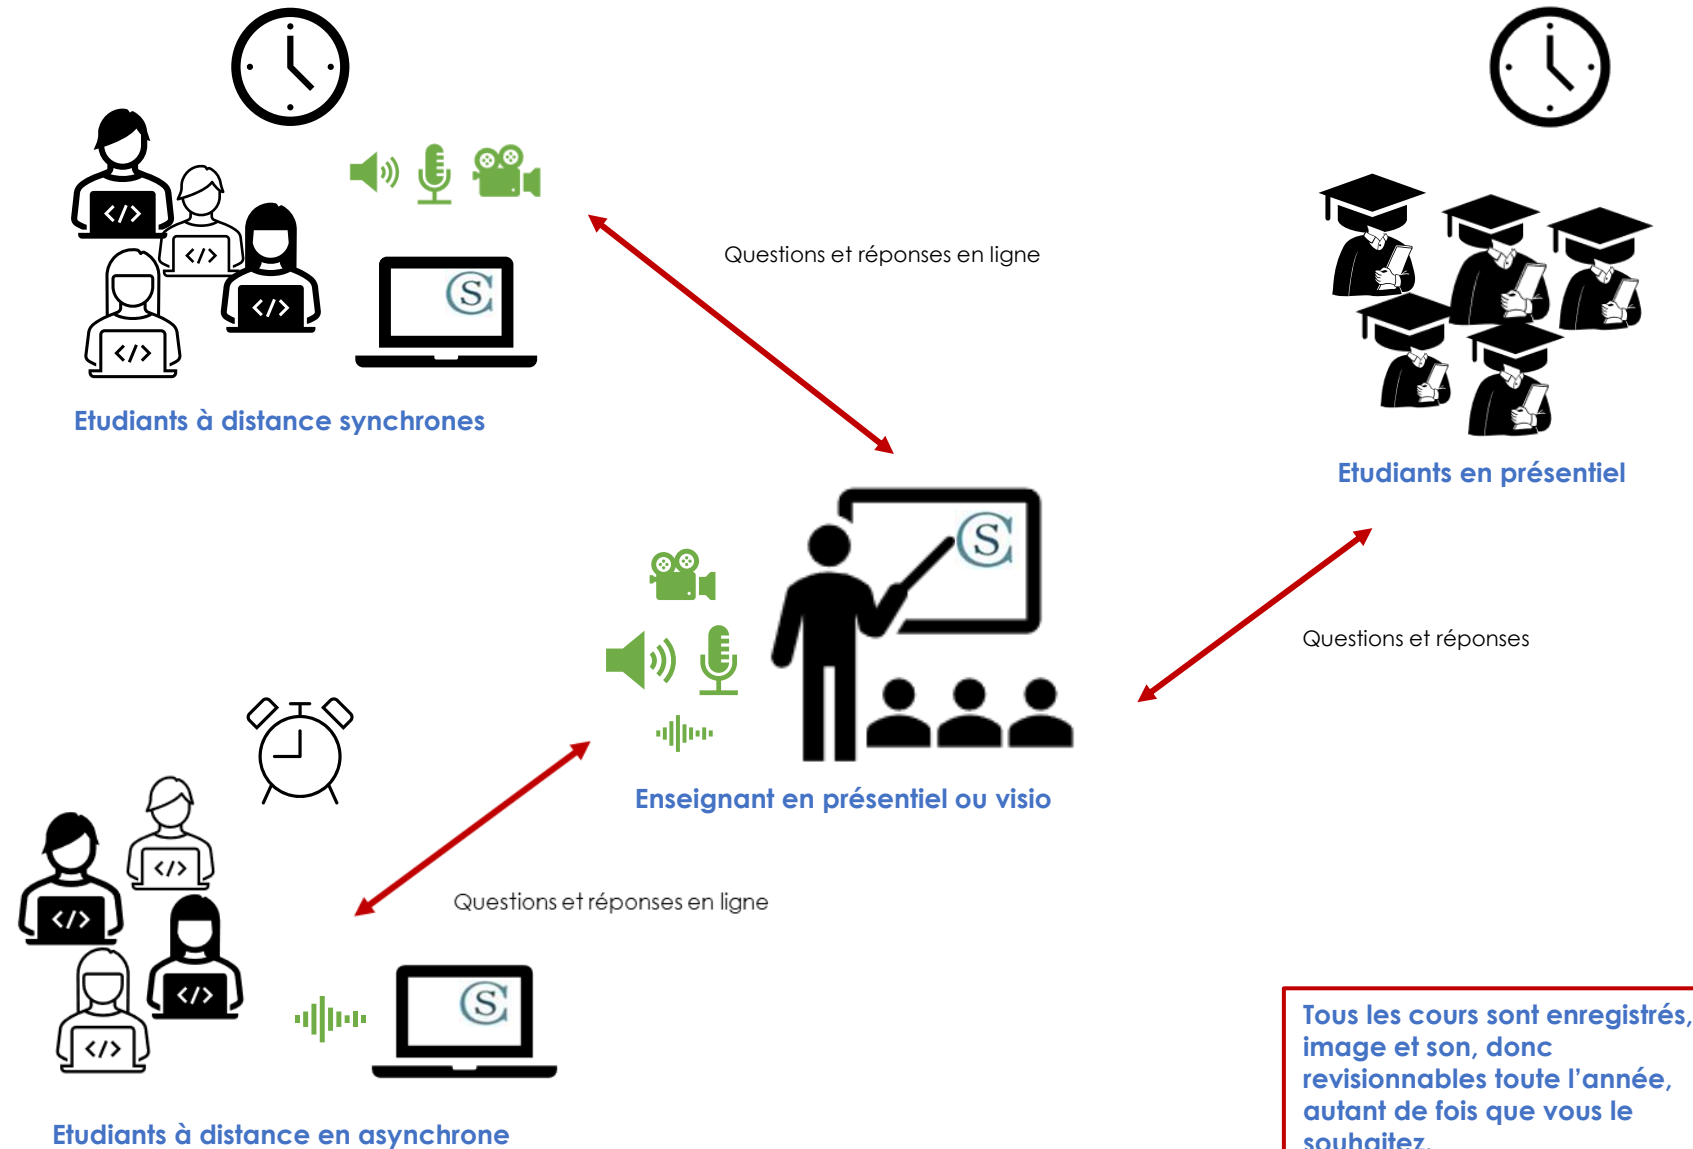 Questions et réponses en ligne
Etudiants à distance synchrones
Etudiants en présentiel
Questions et réponses
Enseignant en présentiel ou visio
Questions et réponses en ligne
Tous les cours sont enregistrés,
image et son, donc
revisionnables toute l’année,
autant de fois que vous le
souhaitez.
Etudiants à distance en asynchrone